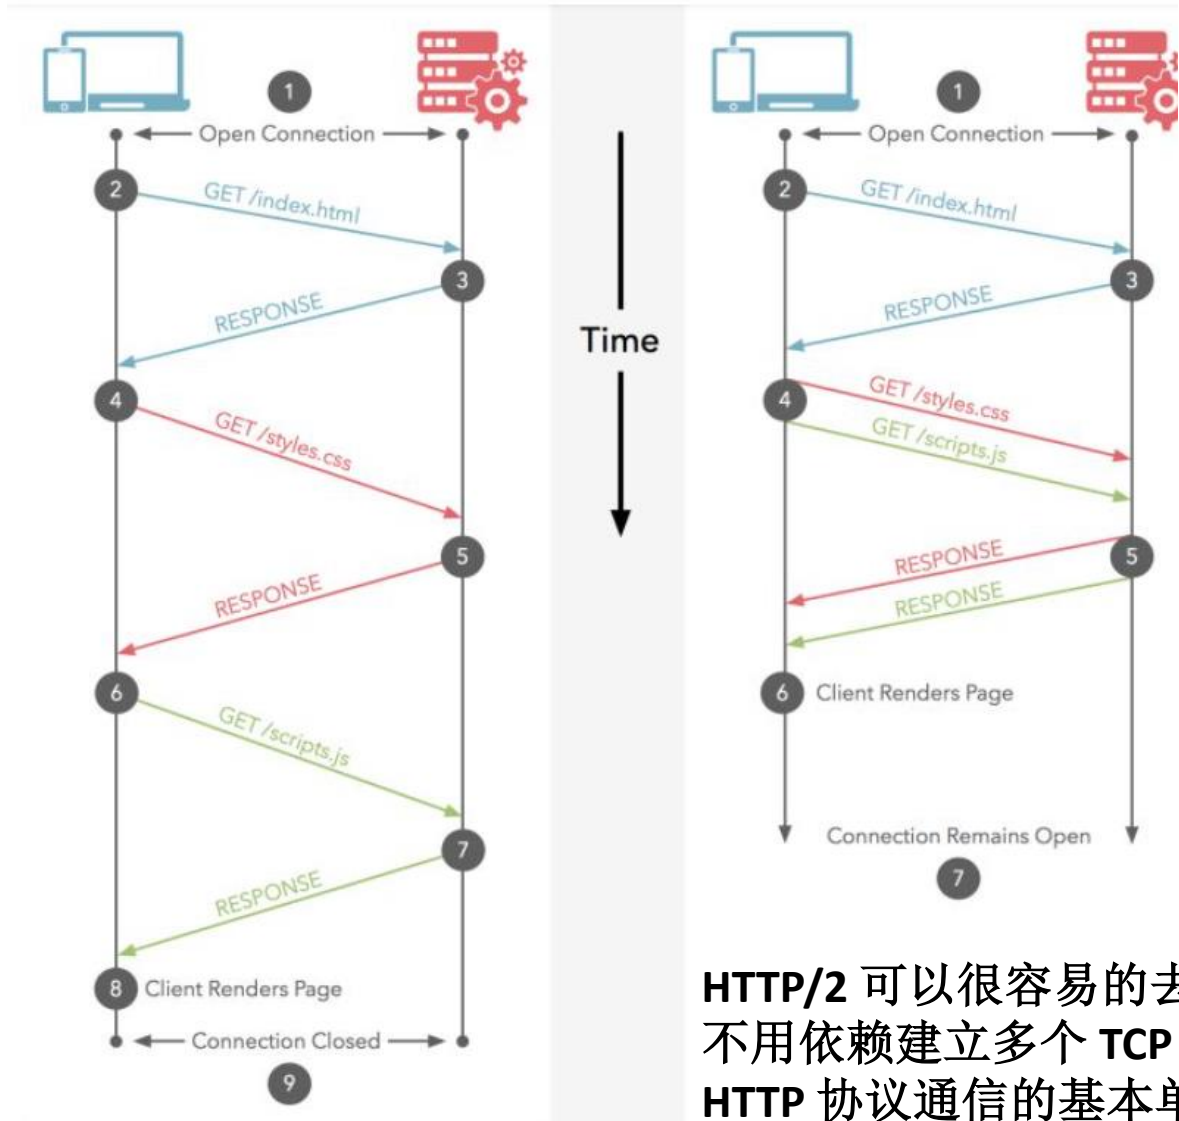 1
Open Connection
2
GET /index.html
3
RESPONSE
4
GET /styles.css
5
RESPONSE
6
GET /scripts.js
7
RESPONSE
8 Client Renders Page
Connection Closed
9
Time
1
Open Connection
2
GET /index.html
3
RESPONSE
4
GET /styles.css
GET /scripts.js
5
RESPONSE
RESPONSE
6 Client Renders Page
Connection Remains Open
7
HTTP/2 可以很容易的去
不用依赖建立多个 TCP
HTTP 协议通信的基本单